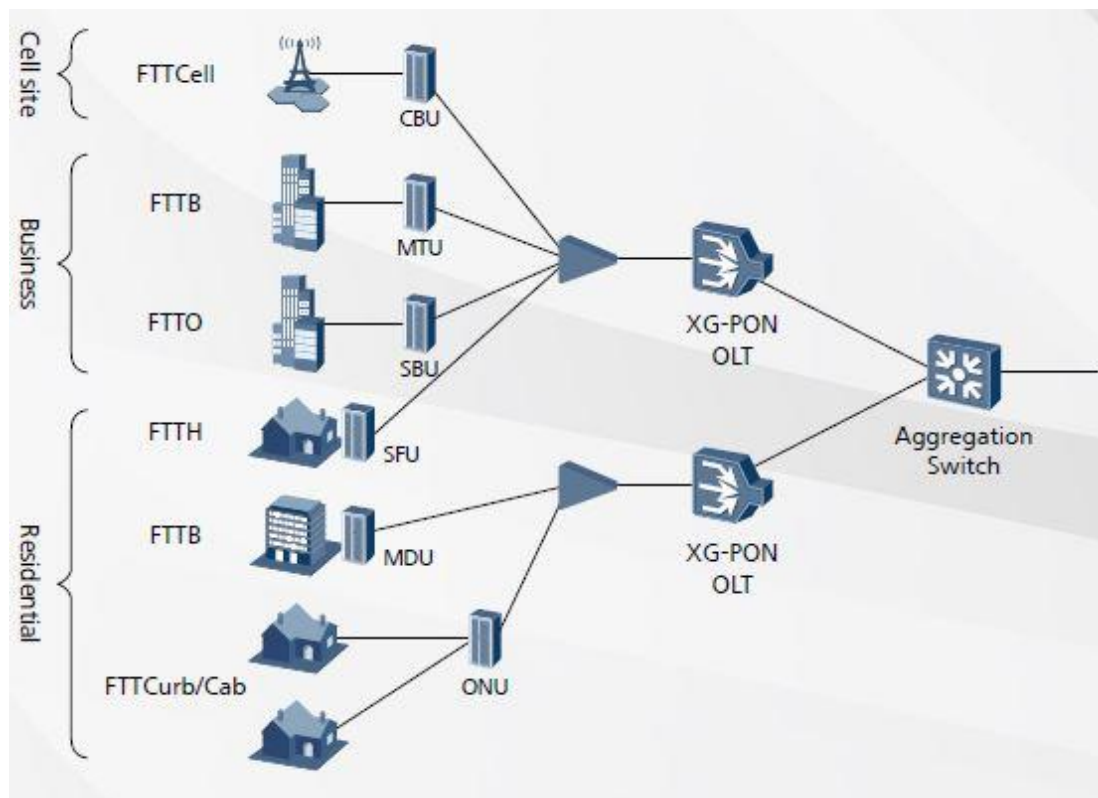 Cell site
FTTCell
CBU
Business
FTTB
MTU
FTTO
SBU
XG-PON
OLT
Aggregation
Switch
Residential
FTTH
SFU
FTTB
MDU
XG-PON
OLT
FTTCurb/Cab
ONU